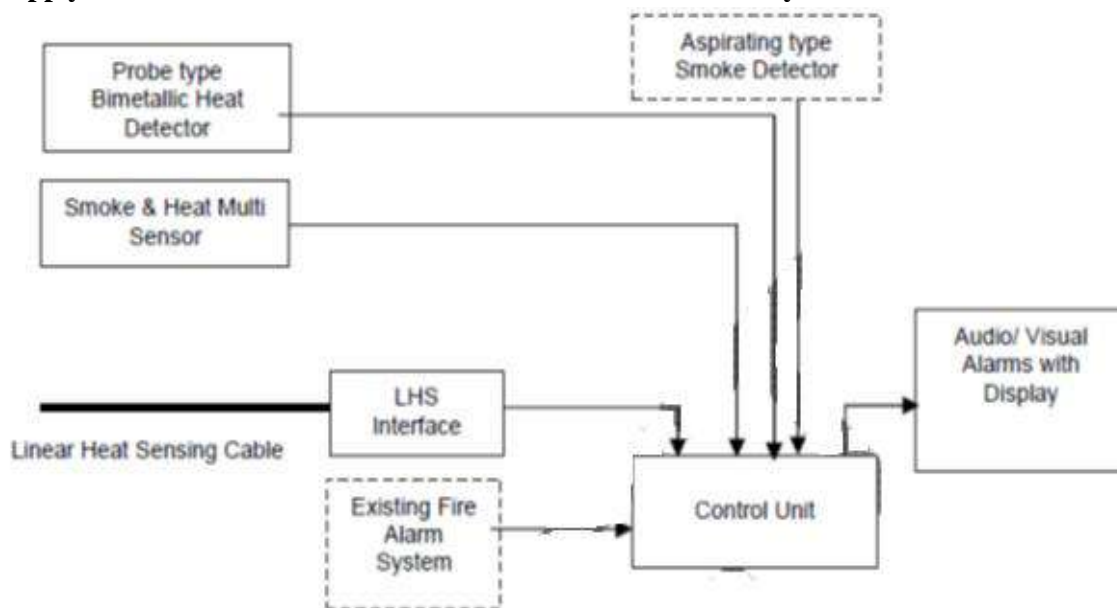 Probe type
Bimetallic Heat
Detector
Aspirating type
Smoke Detector
Smoke & Heat Multi
Sensor
Audio/ Visual
Alarms with
Display
LHS
Interface
Linear Heat Sensing Cable
Existing Fire
Alarm
System
Control Unit